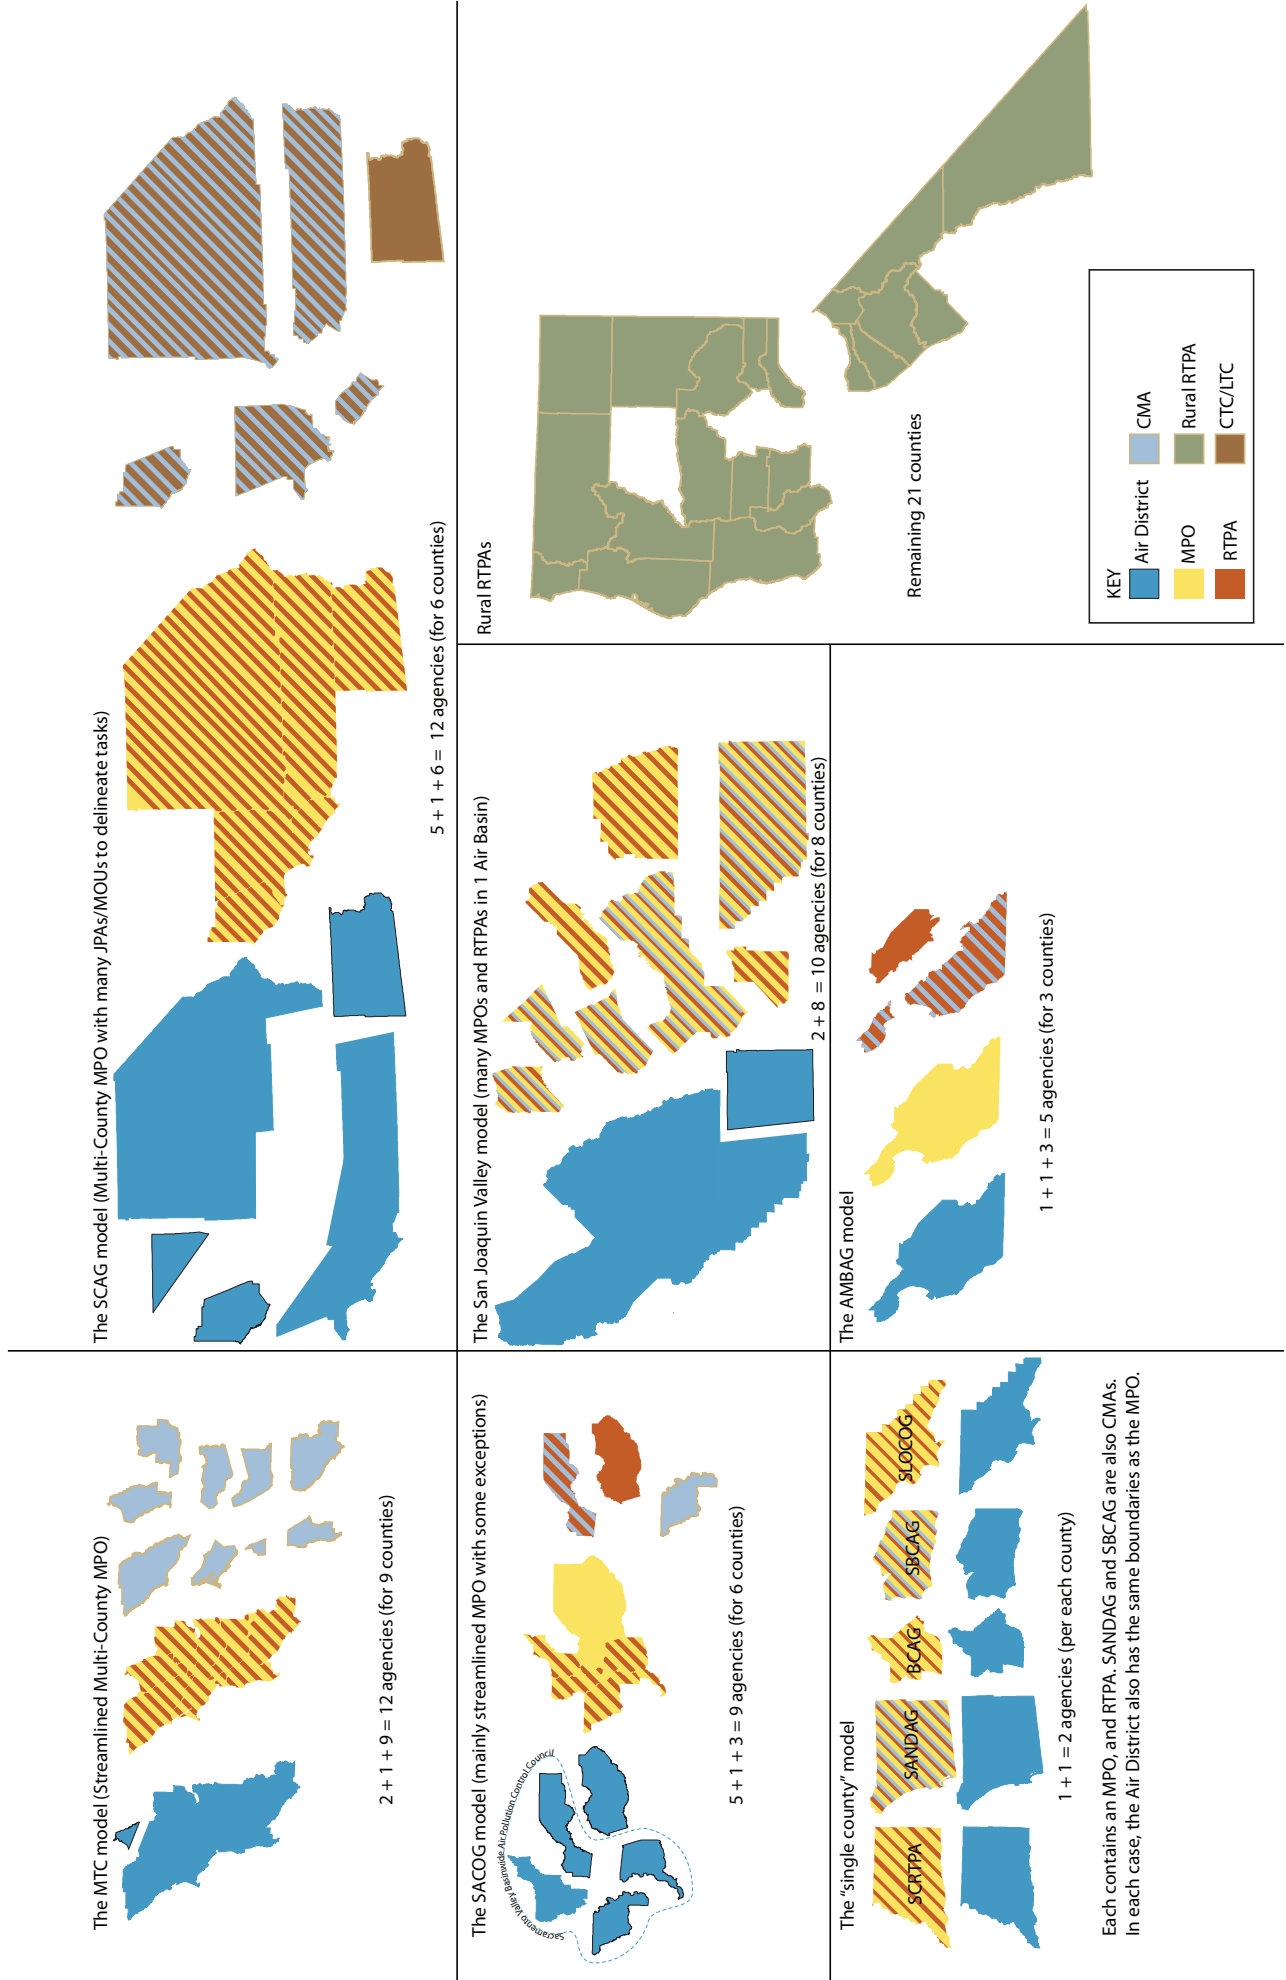 The MTC model (Streamlined Multi-County MPO)
2 + 1 + 9 = 12 agencies (for 9 counties)
The SCAG model (Multi-County MPO with many JPAs/MOUs to delineate tasks)
5 + 1 + 6 = 12 agencies (for 6 counties)
The SACOG model (mainly streamlined MPO with some exceptions)
Sacramento Valley Basinwide Air Pollution Control Council
5 + 1 + 3 = 9 agencies (for 6 counties)
The San Joaquin Valley model (many MPOs and RTPAs in 1 Air Basin)
2 + 8 = 10 agencies (for 8 counties)
Rural RTPAs
Remaining 21 counties
The “single county” model
SCRTPA
SANDAG
BCAG
SBCAG
SLOCOG
1 + 1 = 2 agencies (per each county)
Each contains an MPO, and RTPA. SANDAG and SBCAG are also CMAs.
In each case, the Air District also has the same boundaries as the MPO.
The AMBAG model
1 + 1 + 3 = 5 agencies (for 3 counties)
KEY
Air District
CMA
MPO
Rural RTPA
RTPA
CTC/LTC